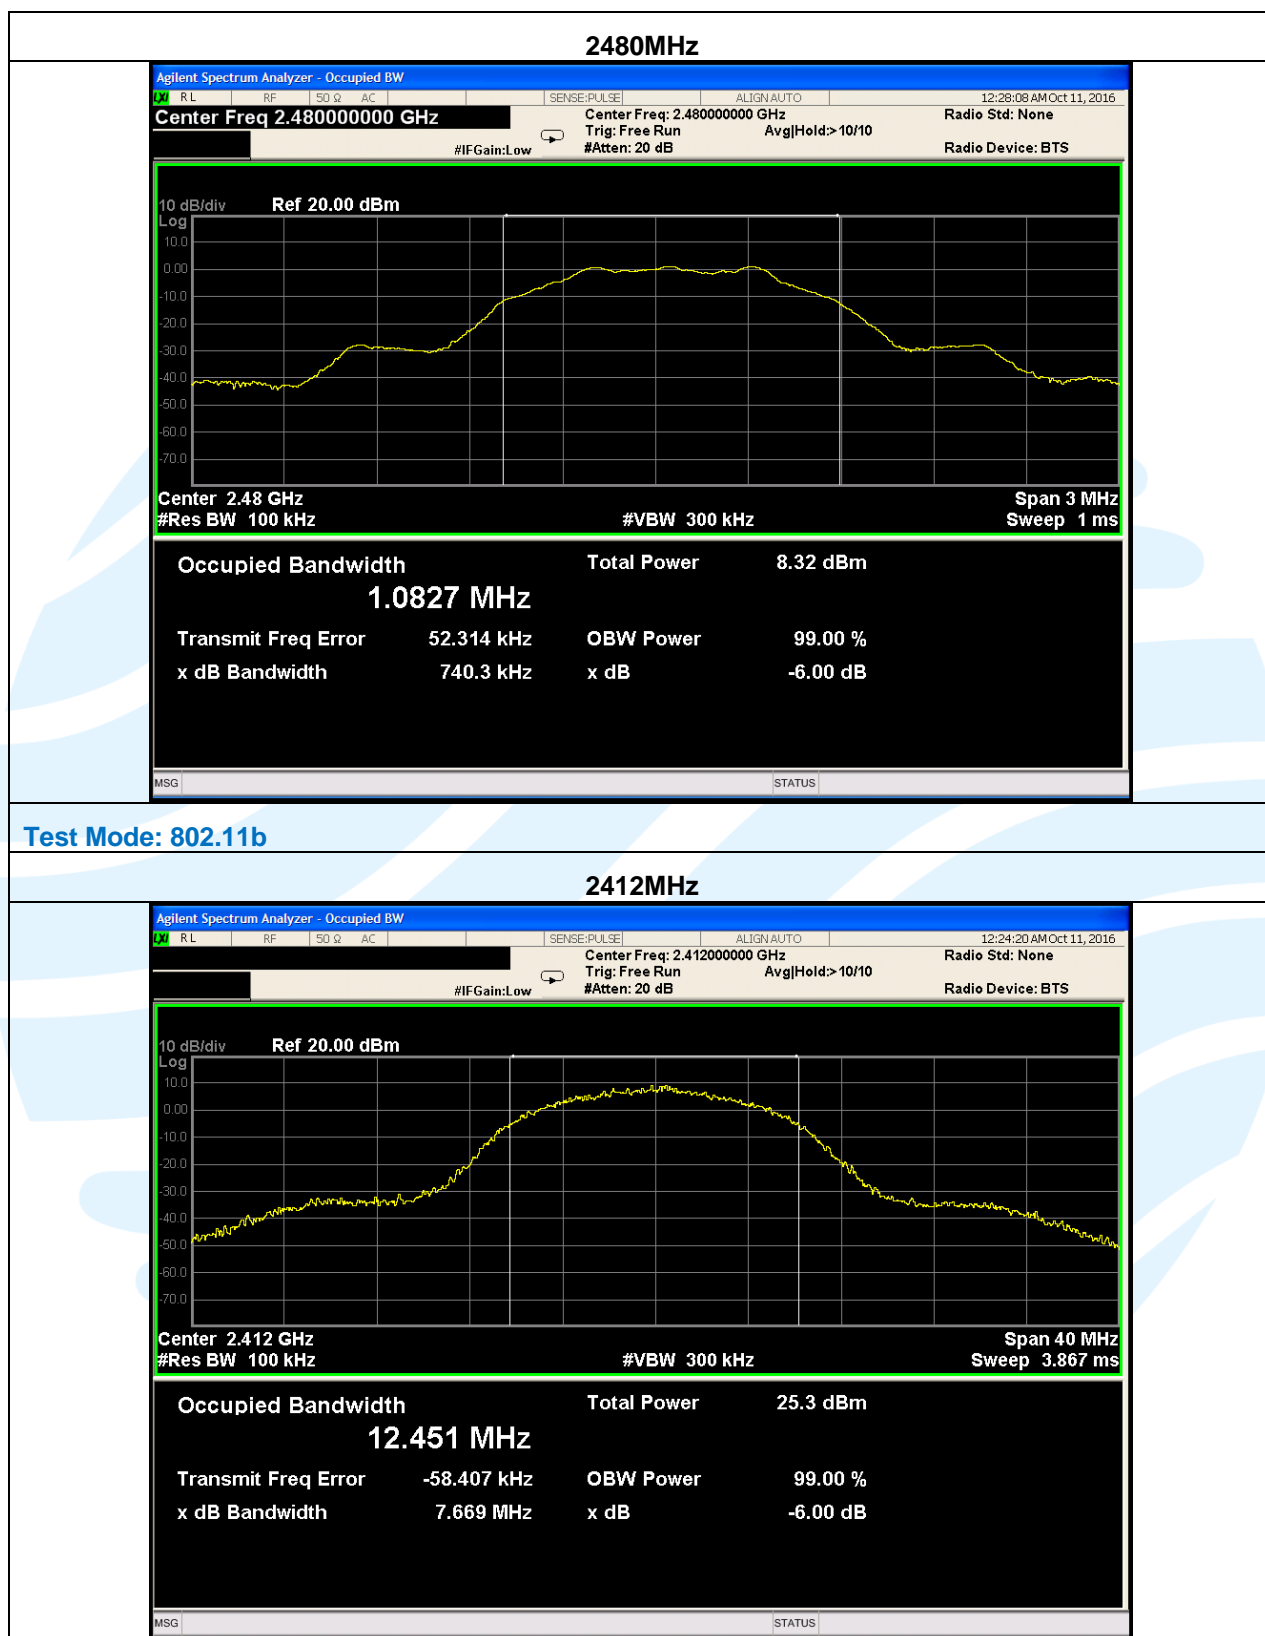 2480MHz
Agilent Spectrum Analyzer - Occupied BW
LXI RL RF 50 Ω AC SENSE:PULSE ALIGN AUTO 12:28:08 AM Oct 11, 2016
Center Freq 2.480000000 GHz Center Freq: 2.480000000 GHz Radio Std: None
Trig: Free Run Avg|Hold:>10/10
#IFGain:Low #Atten: 20 dB Radio Device: BTS
10 dB/div Ref 20.00 dBm
Log
10.0
0.00
-10.0
-20.0
-30.0
-40.0
-50.0
-60.0
-70.0
Center 2.48 GHz Span 3 MHz
#Res BW 100 kHz #VBW 300 kHz Sweep 1 ms
Occupied Bandwidth Total Power 8.32 dBm
1.0827 MHz
Transmit Freq Error 52.314 kHz OBW Power 99.00 %
x dB Bandwidth 740.3 kHz x dB -6.00 dB
MSG STATUS
Test Mode: 802.11b
2412MHz
Agilent Spectrum Analyzer - Occupied BW
LXI RL RF 50 Ω AC SENSE:PULSE ALIGN AUTO 12:24:20 AM Oct 11, 2016
Center Freq: 2.412000000 GHz Radio Std: None
Trig: Free Run Avg|Hold:>10/10
#IFGain:Low #Atten: 20 dB Radio Device: BTS
10 dB/div Ref 20.00 dBm
Log
10.0
0.00
-10.0
-20.0
-30.0
-40.0
-50.0
-60.0
-70.0
Center 2.412 GHz Span 40 MHz
#Res BW 100 kHz #VBW 300 kHz Sweep 3.867 ms
Occupied Bandwidth Total Power 25.3 dBm
12.451 MHz
Transmit Freq Error -58.407 kHz OBW Power 99.00 %
x dB Bandwidth 7.669 MHz x dB -6.00 dB
MSG STATUS